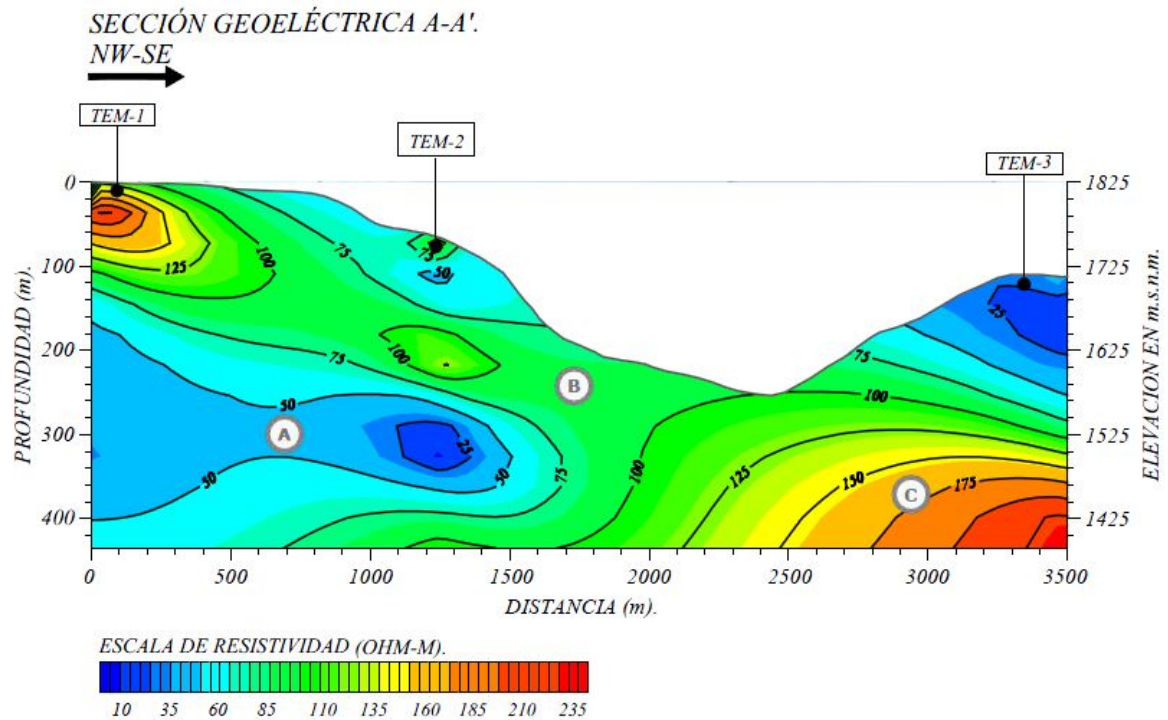 SECCIÓN GEOELÉCTRICA A-A'.
NW-SE
TEM-1
TEM-2
TEM-3
0
100
200
300
400
PROFUNDIDAD (m).
1825
1725
1625
1525
1425
ELEVACION EN m.s.n.m.
125
100
75
75
50
100
75
50
50
25
50
75
100
125
150
175
100
75
25
A
B
C
0 500 1000 1500 2000 2500 3000 3500
DISTANCIA (m).
ESCALA DE RESISTIVIDAD (OHM-M).
10 35 60 85 110 135 160 185 210 235